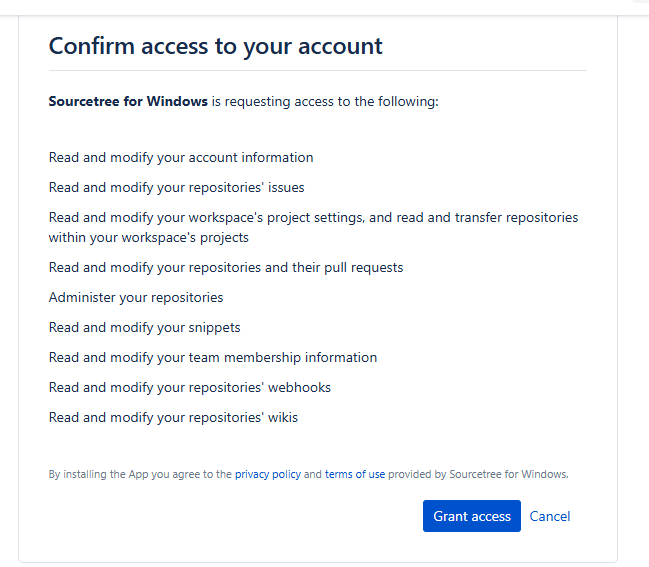 Confirm access to your account
Sourcetree for Windows is requesting access to the following:
Read and modify your account information
Read and modify your repositories' issues
Read and modify your workspace's project settings, and read and transfer repositories
within your workspace's projects
Read and modify your repositories and their pull requests
Administer your repositories
Read and modify your snippets
Read and modify your team membership information
Read and modify your repositories' webhooks
Read and modify your repositories' wikis
By installing the App you agree to the privacy policy and terms of use provided by Sourcetree for Windows.
Grant access Cancel